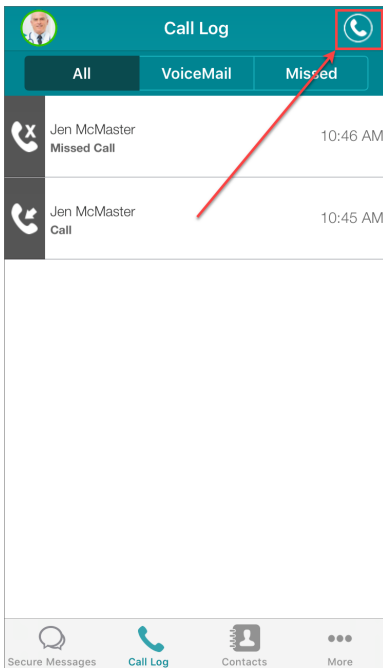 Call Log
All VoiceMail Missed
Jen McMaster
Missed Call
10:46 AM
Jen McMaster
Call
10:45 AM
Secure Messages Call Log Contacts More